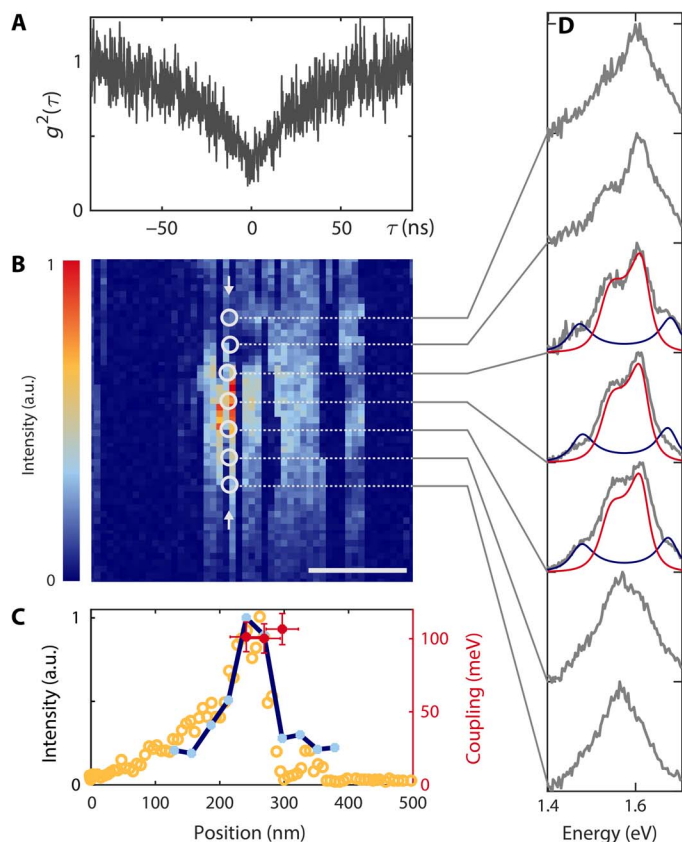 A
g²(τ)
1
0
−50
0
50
τ (ns)
B
Intensity (a.u.)
1
0
C
Intensity (a.u.)
1
0
0
100
200
300
400
500
Position (nm)
100
50
0
Coupling (meV)
D
1.4
1.6
Energy (eV)